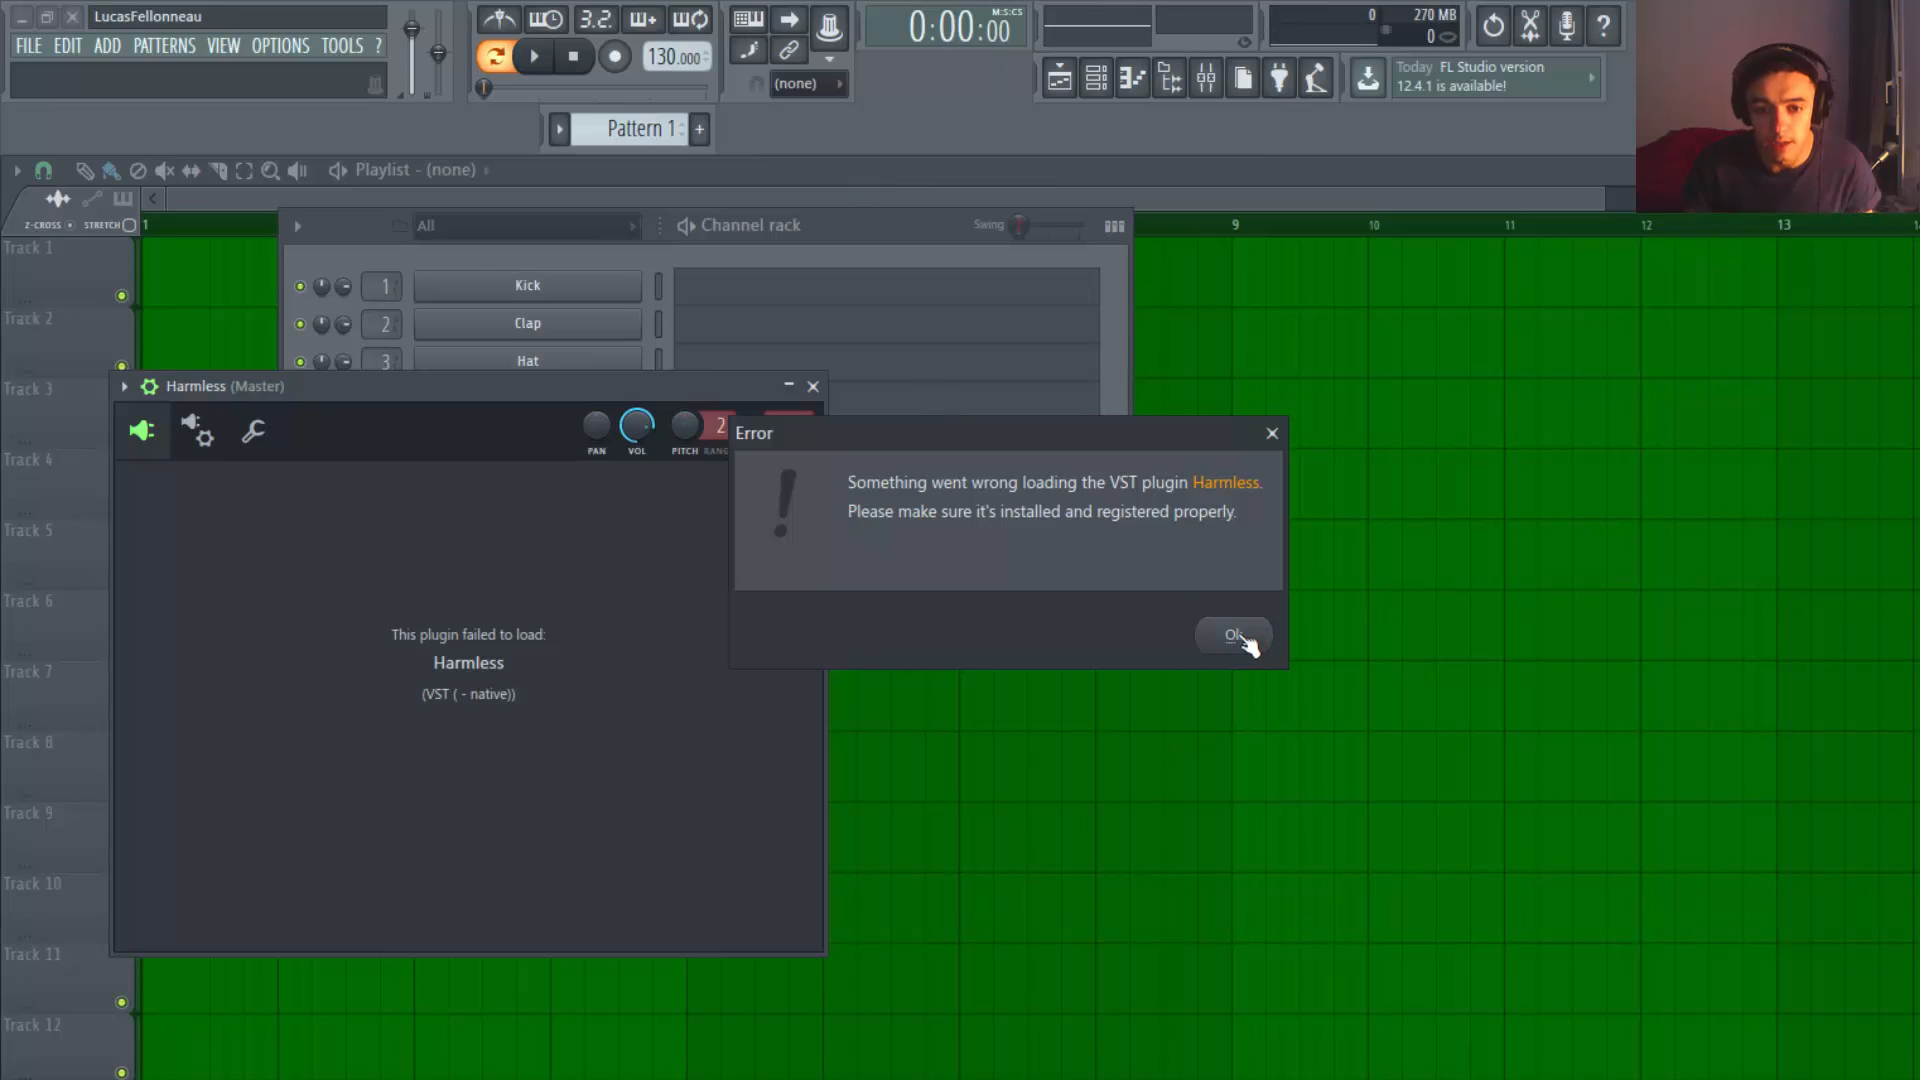 LucasFellonneau
FILE EDIT ADD PATTERNS VIEW OPTIONS TOOLS ?
3.2.
130.000
(none)
0:00:00
M:S:CS
0
270 MB
0
Today FL Studio version
12.4.1 is available!
Pattern 1
+
Playlist - (none)
Z-CROSS STRETCH
1
9
10
11
12
13
All
Channel rack
Swing
1 Kick
2 Clap
3 Hat
Track 1
Track 2
Track 3
Track 4
Track 5
Track 6
Track 7
Track 8
Track 9
Track 10
Track 11
Track 12
Harmless (Master)
PAN
VOL
PITCH
2
This plugin failed to load:
Harmless
(VST ( - native))
Error
Something went wrong loading the VST plugin Harmless.
Please make sure it's installed and registered properly.